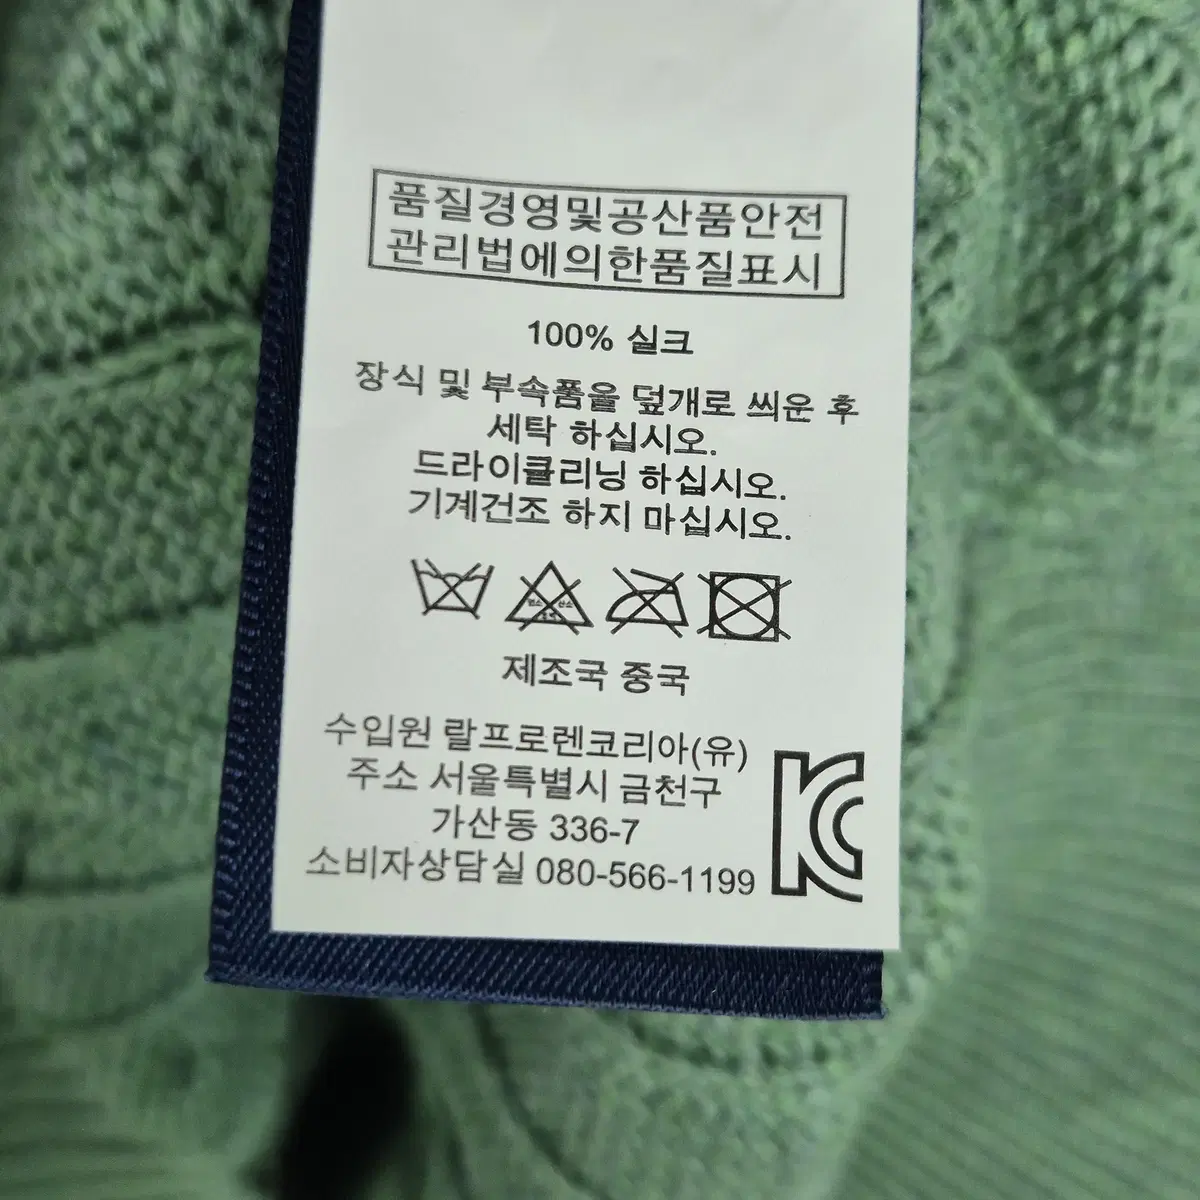 품질경영및공산품안전
관리법에의한품질표시
100% 실크
장식 및 부속품을 덮개로 씌운 후
세탁 하십시오.
드라이클리닝 하십시오.
기계건조 하지 마십시오.
제조국 중국
수입원 랄프로렌코리아(유)
주소 서울특별시 금천구
가산동 336-7
소비자상담실 080-566-1199